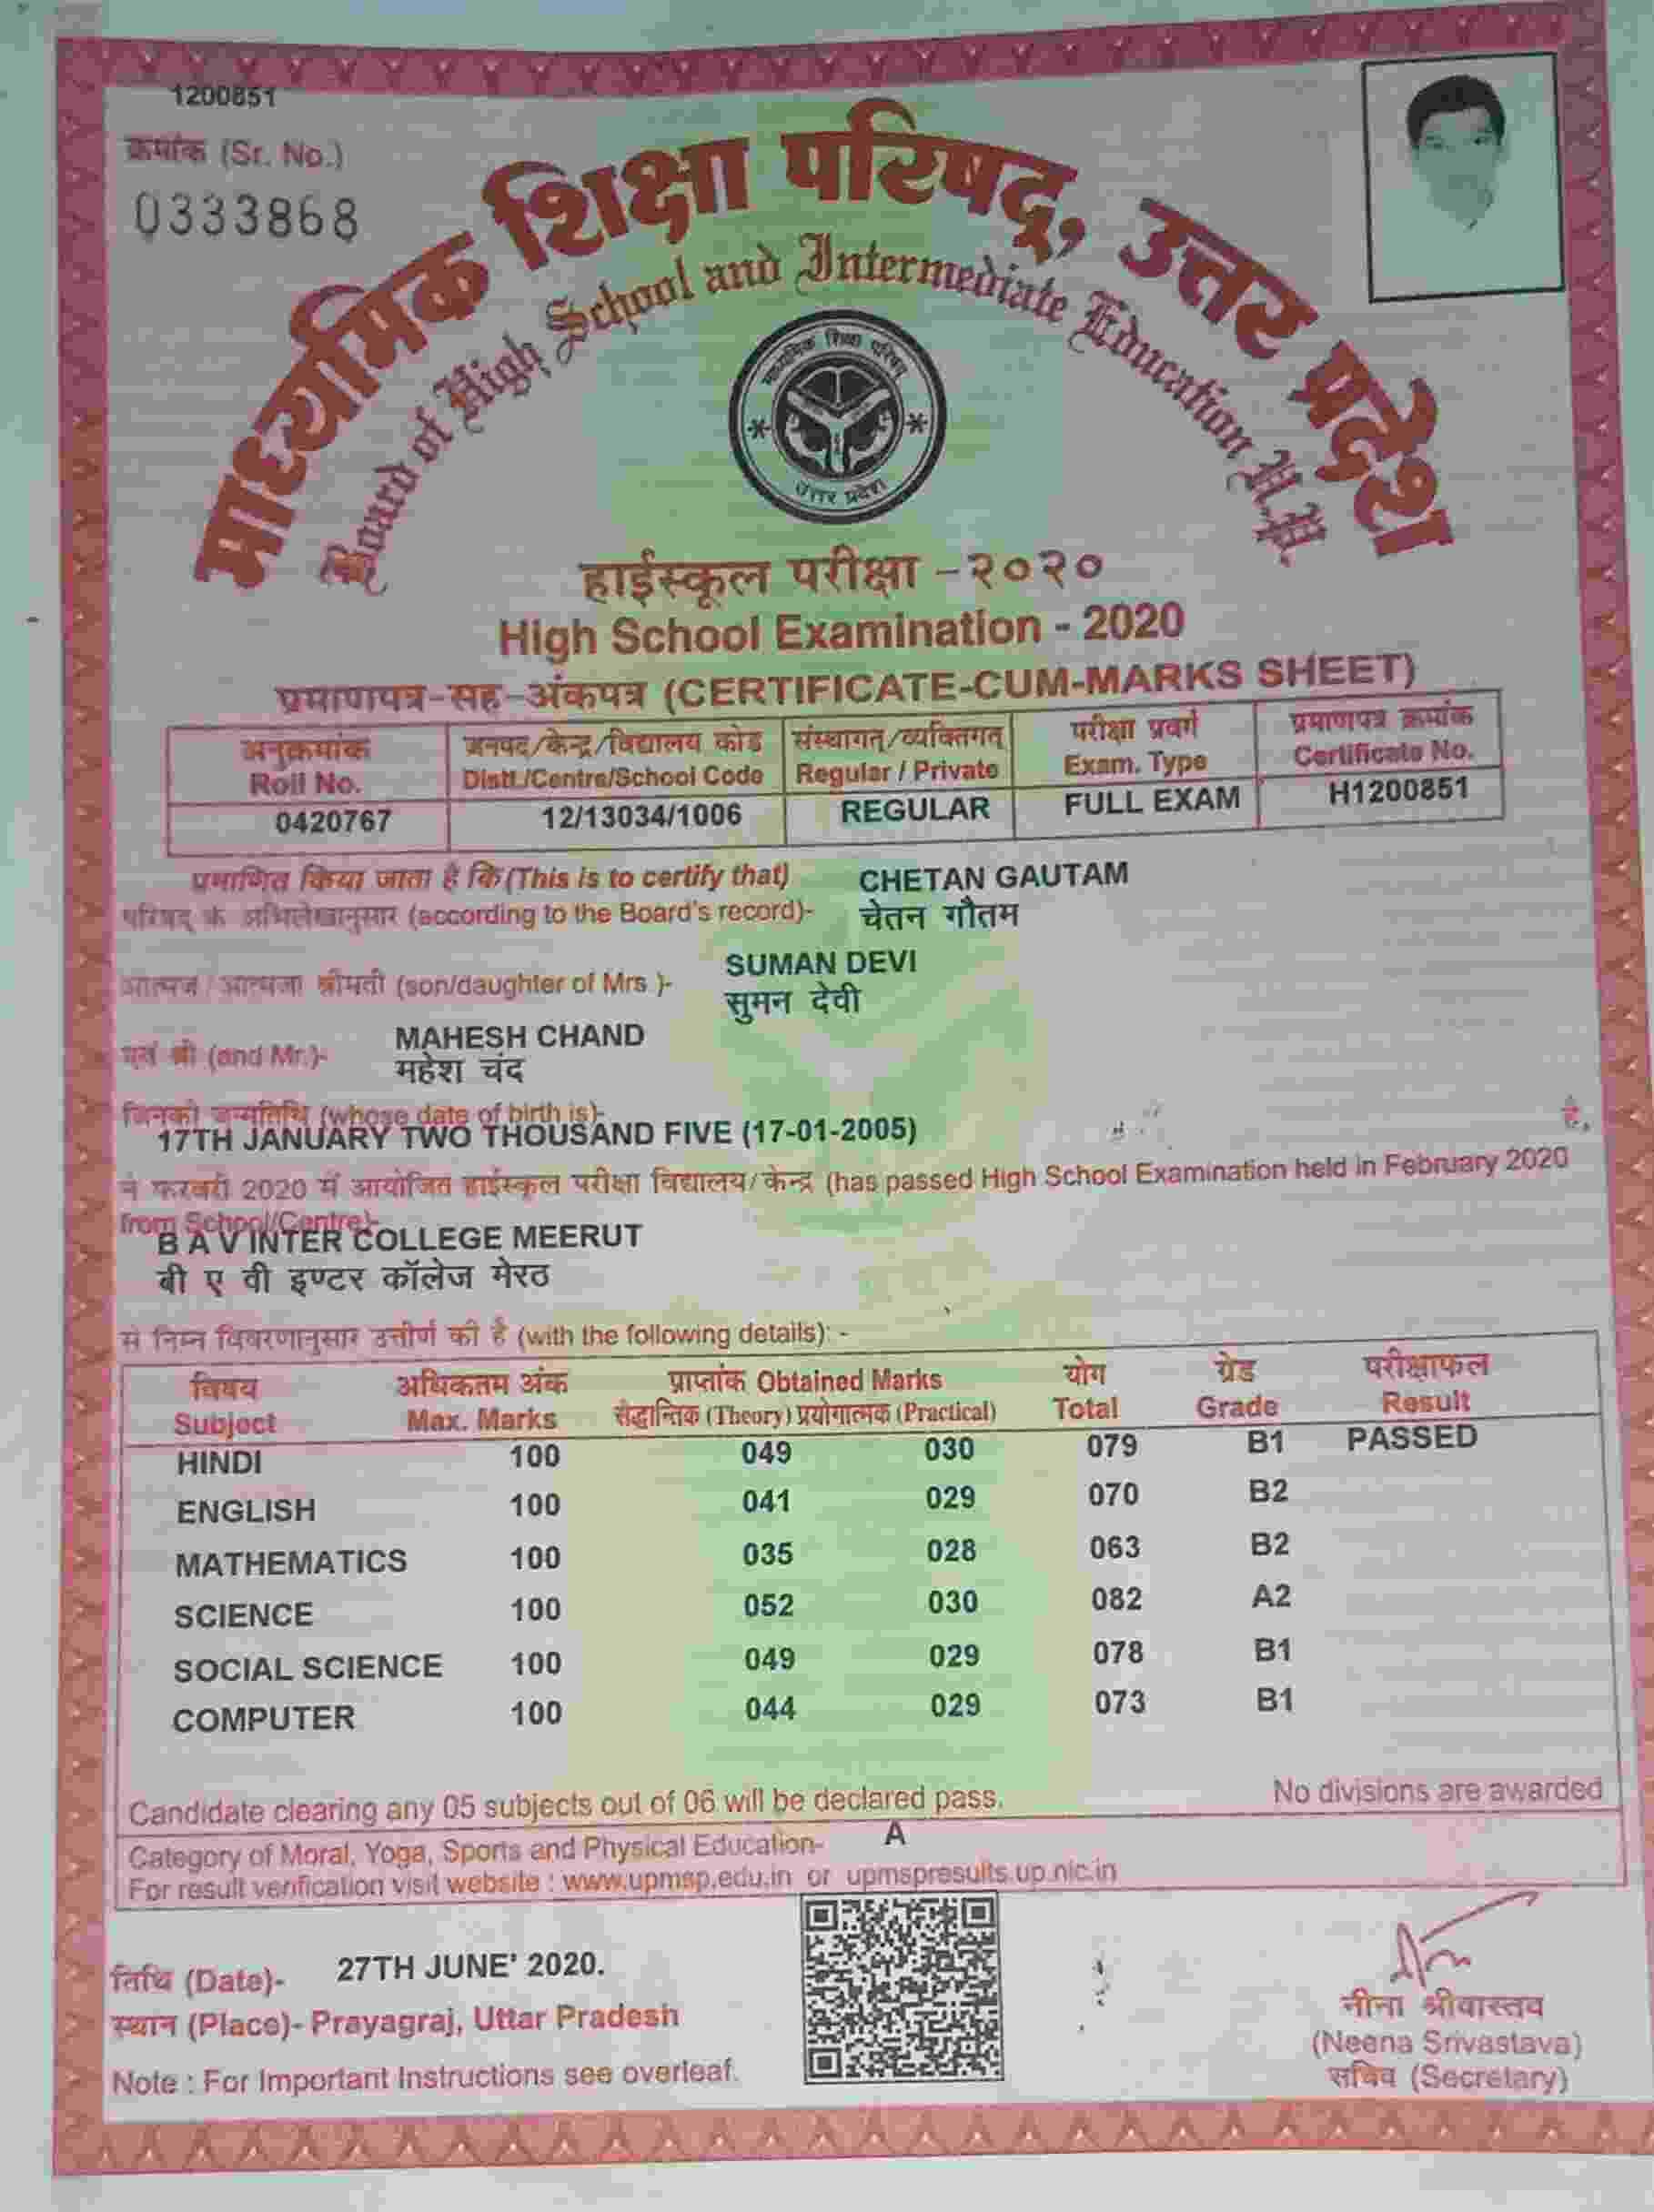 1200851
क्रमांक (Sr. No.)
0333868
माध्यमिक शिक्षा परिषद्, उत्तर प्रदेश
Board of High School and Intermediate Education U.P.
माध्यमिक शिक्षा परिषद
उत्तर प्रदेश
हाईस्कूल परीक्षा -२०२०
High School Examination - 2020
प्रमाणपत्र-सह-अंकपत्र (CERTIFICATE-CUM-MARKS SHEET)
अनुक्रमांक जनपद/केन्द्र/विद्यालय कोड संस्थागत्/व्यक्तिगत् परीक्षा प्रवर्ग प्रमाणपत्र क्रमांक
Roll No. Distt./Centre/School Code Regular / Private Exam. Type Certificate No.
0420767 12/13034/1006 REGULAR FULL EXAM H1200851
प्रमाणित किया जाता है कि (This is to certify that) CHETAN GAUTAM
परिषद् के अभिलेखानुसार (according to the Board's record)- चेतन गौतम
SUMAN DEVI
आत्मज / आत्मजा श्रीमती (son/daughter of Mrs )- सुमन देवी
MAHESH CHAND
एवं श्री (and Mr.)- महेश चंद
जिनकी जन्मतिथि (whose date of birth is)-
17TH JANUARY TWO THOUSAND FIVE (17-01-2005) है,
ने फरवरी 2020 में आयोजित हाईस्कूल परीक्षा विद्यालय/केन्द्र (has passed High School Examination held in February 2020
from School/Centre)-
B A V INTER COLLEGE MEERUT
बी ए वी इण्टर कॉलेज मेरठ
से निम्न विवरणानुसार उत्तीर्ण की है (with the following details): -
विषय अधिकतम अंक प्राप्तांक Obtained Marks योग ग्रेड परीक्षाफल
Subject Max. Marks सैद्धान्तिक (Theory) प्रयोगात्मक (Practical) Total Grade Result
HINDI 100 049 030 079 B1 PASSED
ENGLISH 100 041 029 070 B2
MATHEMATICS 100 035 028 063 B2
SCIENCE 100 052 030 082 A2
SOCIAL SCIENCE 100 049 029 078 B1
COMPUTER 100 044 029 073 B1
Candidate clearing any 05 subjects out of 06 will be declared pass. No divisions are awarded
Category of Moral, Yoga, Sports and Physical Education- A
For result verification visit website : www.upmsp.edu.in or upmspresults.up.nic.in
तिथि (Date)- 27TH JUNE' 2020.
स्थान (Place)- Prayagraj, Uttar Pradesh
Note : For Important Instructions see overleaf.
नीना श्रीवास्तव
(Neena Srivastava)
सचिव (Secretary)